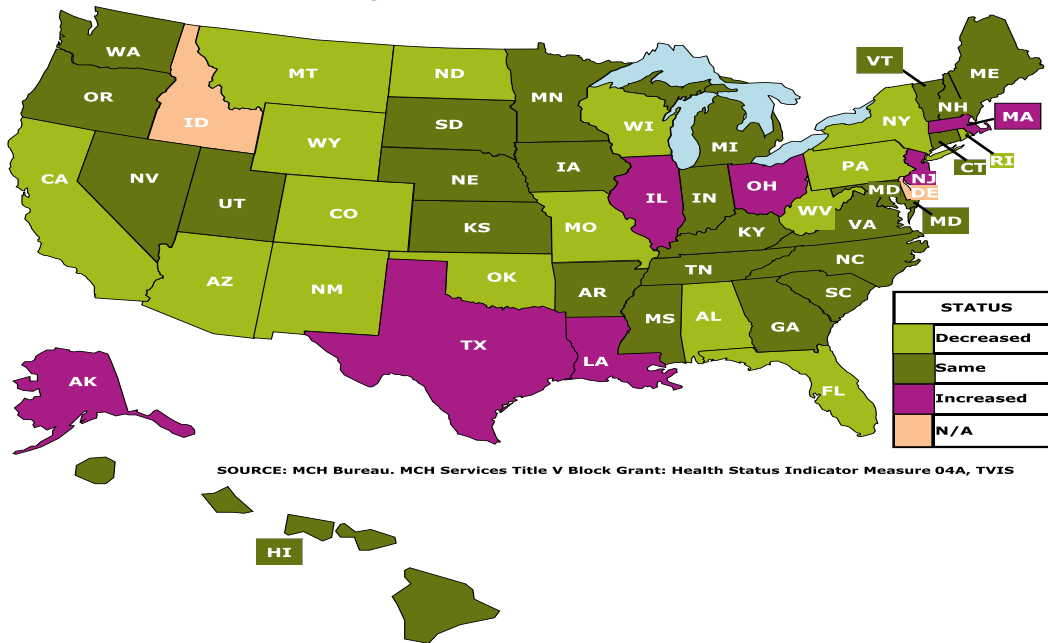 WA
MT
ND
MN
VT
ME
OR
ID
SD
WI
MI
NY
NH
MA
WY
CA
NV
UT
CO
NE
IA
IL
IN
OH
PA
NJ
CT
RI
DE
MD
MD
WV
VA
KS
MO
KY
AZ
NM
OK
AR
TN
NC
SC
MS
AL
GA
TX
LA
FL
AK
HI
STATUS
Decreased
Same
Increased
N/A
SOURCE: MCH Bureau. MCH Services Title V Block Grant: Health Status Indicator Measure 04A, TVIS